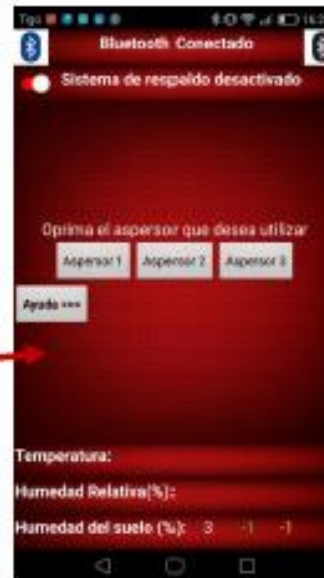 Tigo
Bluetooth Conectado
Sistema de respaldo desactivado
Oprima el aspersor que desea utilizar
Aspersor 1 Aspersor 2 Aspersor 3
Ayuda
Temperatura:
Humedad Relativa(%):
Humedad del suelo (%): 3 -1 -1